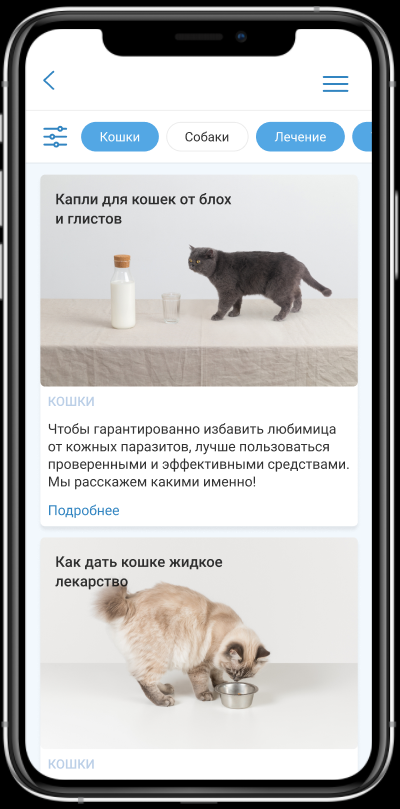 Кошки
Собаки
Лечение
Капли для кошек от блох
и глистов
КОШКИ
Чтобы гарантированно избавить любимица
от кожных паразитов, лучше пользоваться
проверенными и эффективными средствами.
Мы расскажем какими именно!
Подробнее
Как дать кошке жидкое
лекарство
КОШКИ